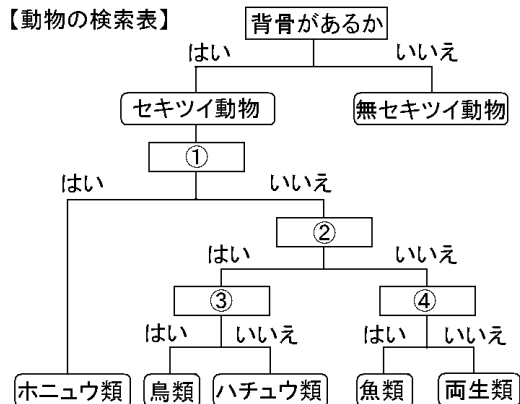 【動物の検索表】
背骨があるか
はい いいえ
セキツイ動物 無セキツイ動物
①
はい いいえ
②
はい いいえ
③ ④
はい いいえ はい いいえ
ホニュウ類 鳥類 ハチュウ類 魚類 両生類